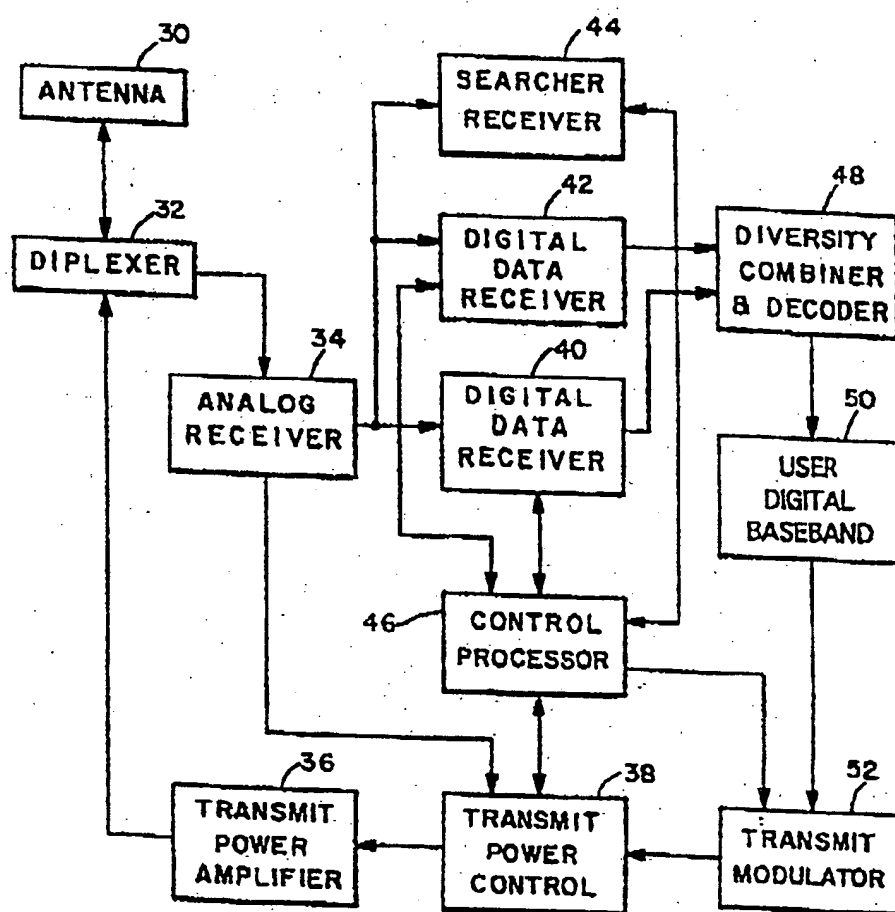 30
ANTENNA
44
SEARCHER
RECEIVER
32
DIPLEXER
42
DIGITAL
DATA
RECEIVER
48
DIVERSITY
COMBINER
& DECODER
34
ANALOG
RECEIVER
40
DIGITAL
DATA
RECEIVER
50
USER
DIGITAL
BASEBAND
46
CONTROL
PROCESSOR
36
TRANSMIT
POWER
AMPLIFIER
38
TRANSMIT
POWER
CONTROL
52
TRANSMIT
MODULATOR